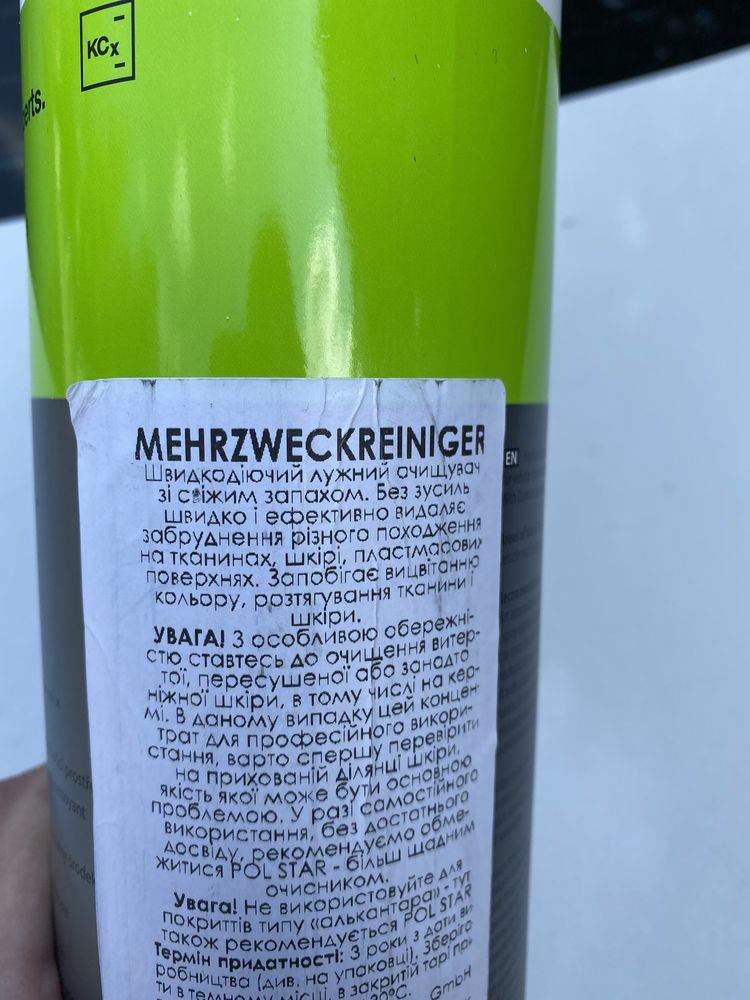 KCx
erts.
MEHRZWECKREINIGER
Швидкодіючий лужний очищувач
зі свіжим запахом. Без зусиль
швидко і ефективно видаляє
забруднення різного походження
на тканинах, шкірі, пластмасових
поверхнях. Запобігає вицвітанню
кольору, розтягування тканини і
шкіри.
УВАГА! З особливою обережні-
стю ставтесь до очищення витер-
тої, пересушеної або занадто
ніжної шкіри, в тому числі на кер-
мі. В даному випадку цей концен-
трат для професійного викори-
стання, варто спершу перевірити
на прихованій ділянці шкіри,
якість якої може бути основною
проблемою. У разі самостійного
використання, без достатнього
досвіду, рекомендуємо обме-
житися POL STAR - більш щадним
очисником.
Увага! Не використовуйте для
покриттів типу «алькантара» - тут
також рекомендується POL STAR
Термін придатності: 3 роки з дати ви-
робництва (див. на упаковці). Зберіга-
ти в темному місці, в закритій тарі при
20°C.
GmbH
EN